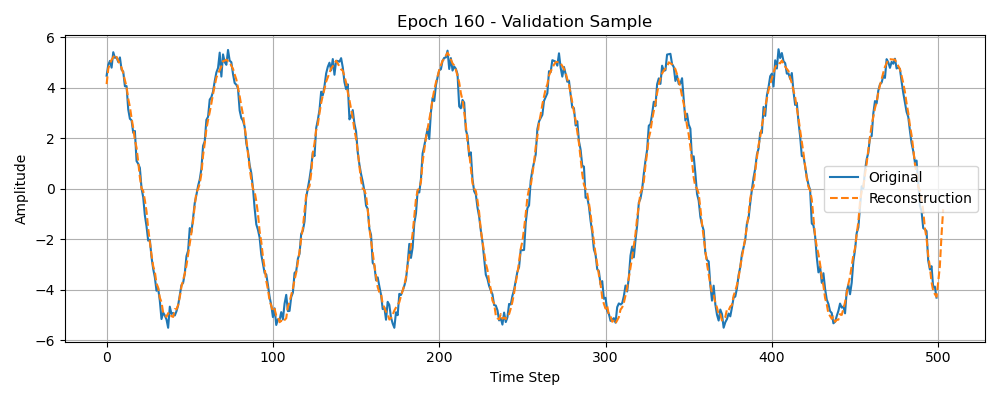 Epoch 160 - Validation Sample
6
4
2
0
−2
−4
−6
Amplitude
Original
Reconstruction
0
100
200
300
400
500
Time Step